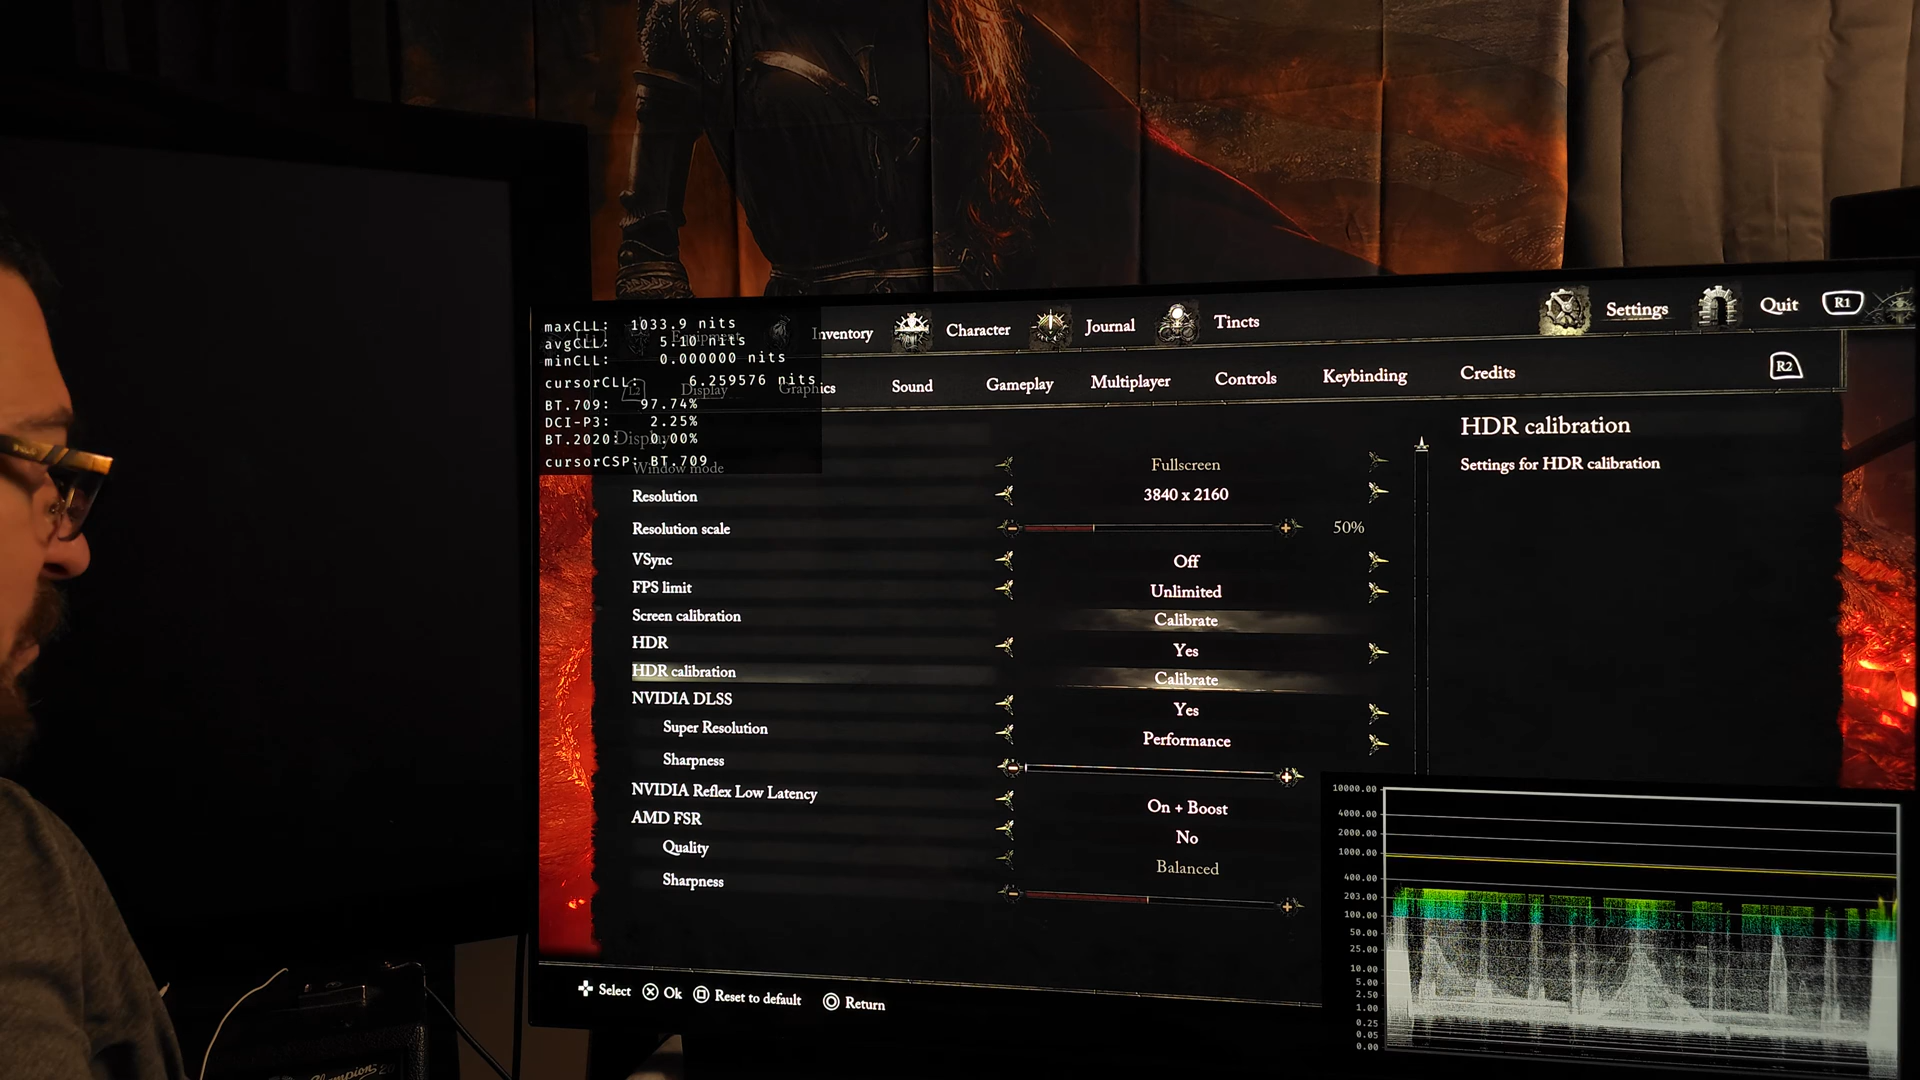 maxCLL: 1033.9 nits
avgCLL: 5.10 nits
minCLL: 0.000000 nits
cursorCLL: 6.259576 nits
BT.709: 97.74%
DCI-P3: 2.25%
BT.2020: 0.00%
cursorCSP: BT.709
Equipment
Inventory
Character
Journal
Tincts
Settings
Quit
R1
L2
Display
Graphics
Sound
Gameplay
Multiplayer
Controls
Keybinding
Credits
R2
Display
Window mode
Fullscreen
Resolution
3840 x 2160
Resolution scale
50%
VSync
Off
FPS limit
Unlimited
Screen calibration
Calibrate
HDR
Yes
HDR calibration
Calibrate
NVIDIA DLSS
Yes
Super Resolution
Performance
Sharpness
NVIDIA Reflex Low Latency
On + Boost
AMD FSR
No
Quality
Balanced
Sharpness
HDR calibration
Settings for HDR calibration
10000.00
4000.00
2000.00
1000.00
400.00
203.00
100.00
50.00
25.00
10.00
5.00
2.50
1.00
0.25
0.05
0.00
Select
Ok
Reset to default
Return
Champion